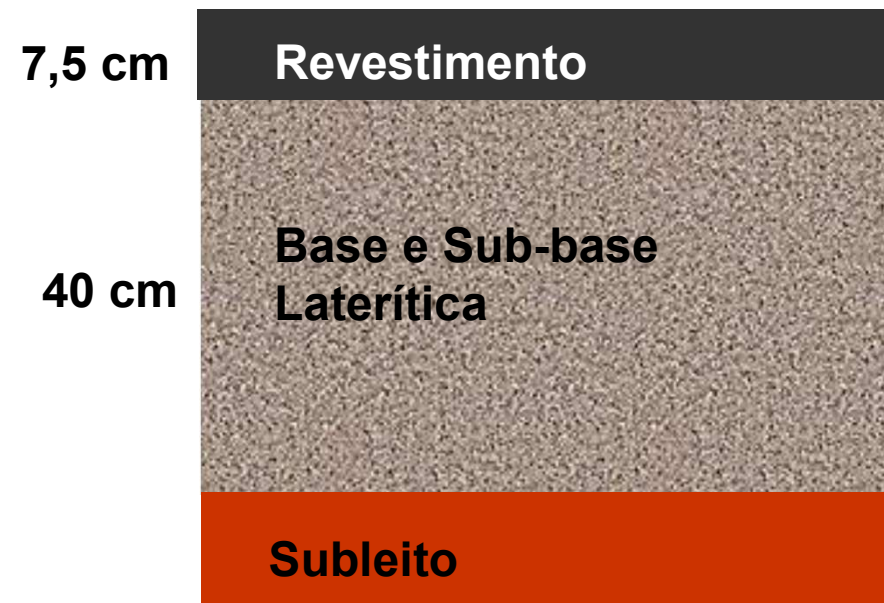 7,5 cm
Revestimento
Base e Sub-base
40 cm
Laterítica
Subleito